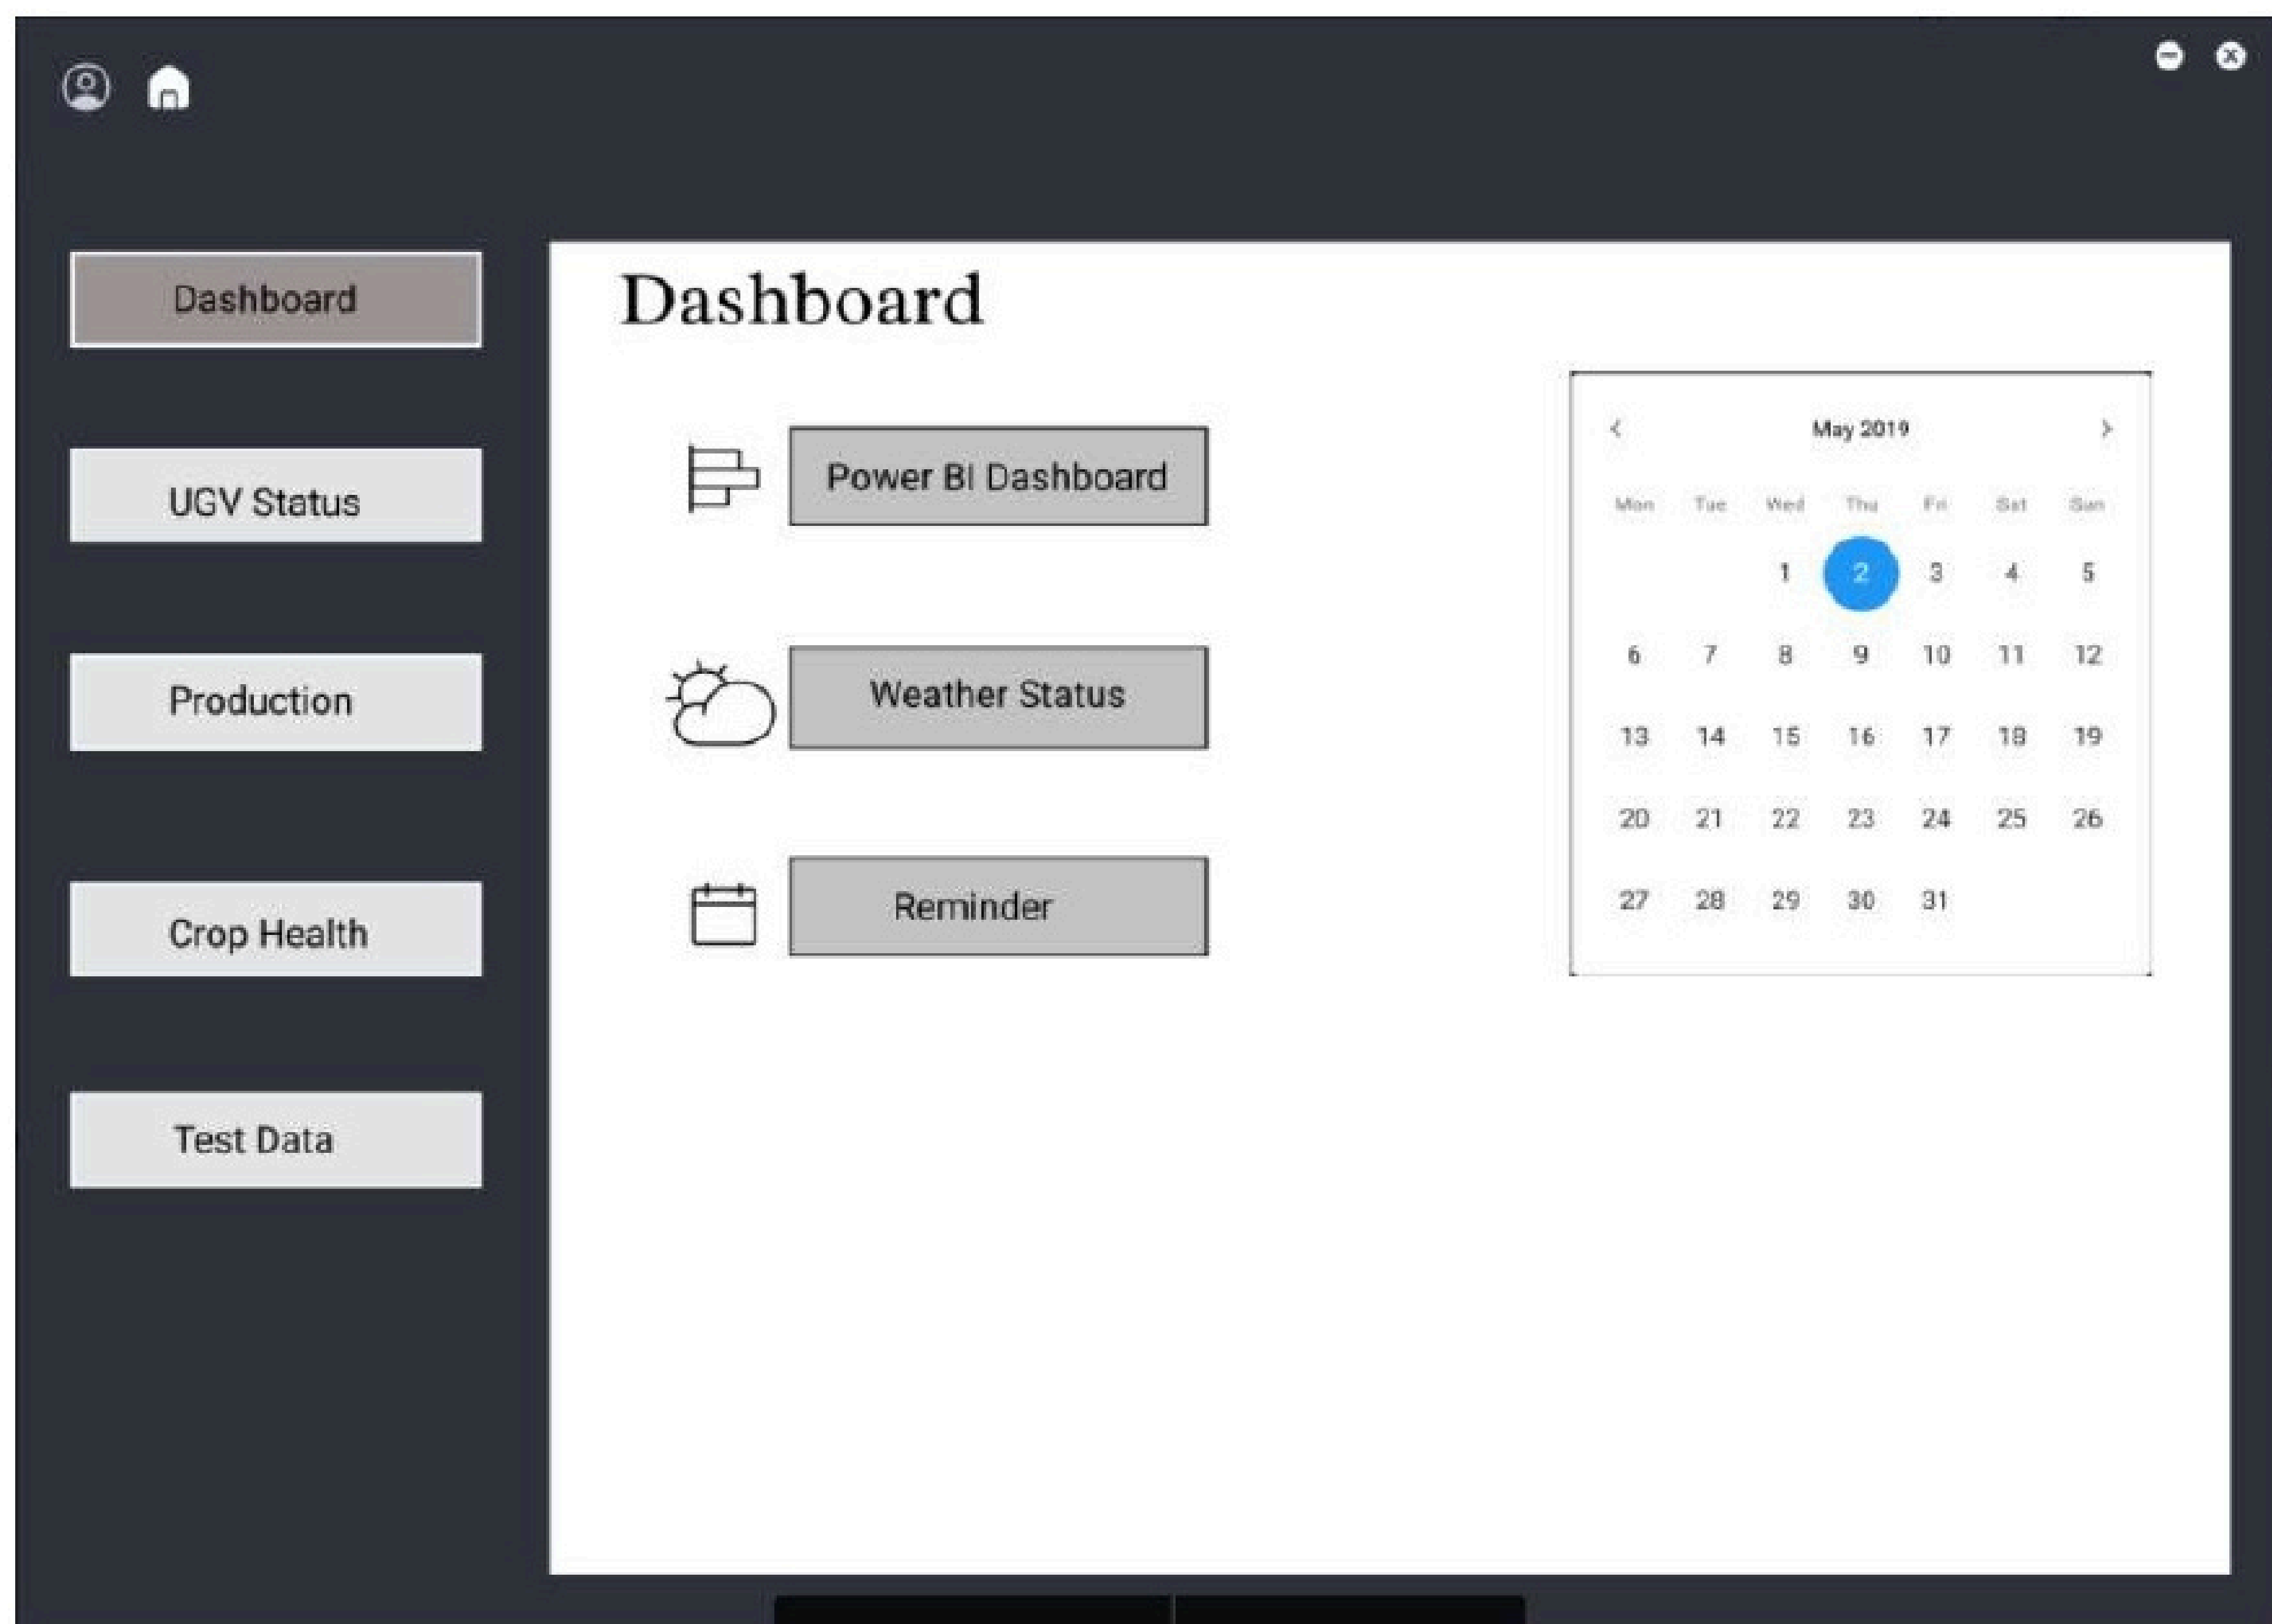 Dashboard
UGV Status
Production
Crop Health
Test Data
Dashboard
Power BI Dashboard
Weather Status
Reminder
May 2019
Mon Tue Wed Thu Fri Sat Sun
1 2 3 4 5
6 7 8 9 10 11 12
13 14 15 16 17 18 19
20 21 22 23 24 25 26
27 28 29 30 31